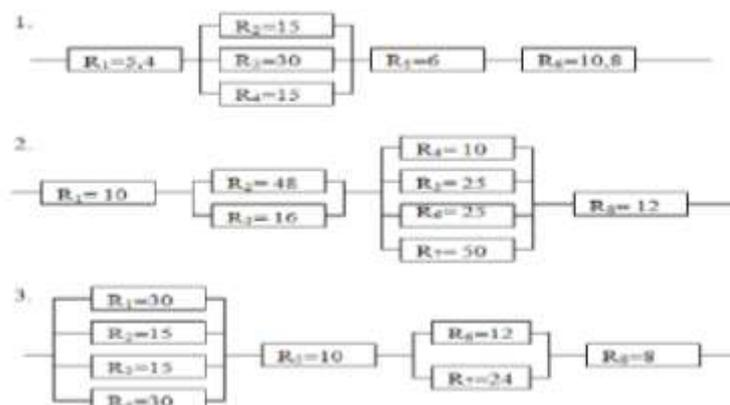 1.
R₂=15
R₁=5,4 R₃=30 R₅=6 R₆=10,8
R₄=15
2.
R₄= 10
R₂= 48 R₅= 25
R₁= 10 R₈= 12
R₃= 16 R₆= 25
R₇= 50
3.
R₁=30
R₂=15 R₆=12
R₅=10 R₈=8
R₃=15 R₇=24
R₄=30